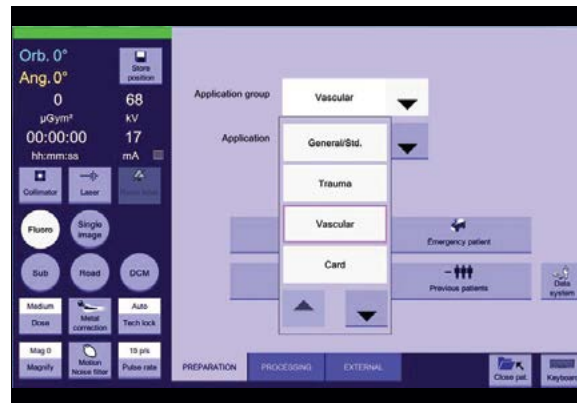 Orb. 0°
Ang. 0°
Store
position
0
68
µGym²
kV
00:00:00
17
hh:mm:ss
mA
Collimator
Laser
Fluoro
Single
image
Sub
Road
DCM
Medium
Dose
Metal
correction
Auto
Tech lock
Mag 0
Magnify
Motion
Noise filter
15 p/s
Pulse rate
Application group
Vascular
Application
General/Std.
Trauma
Vascular
Card
Emergency patient
Previous patients
Data
system
PREPARATION
PROCESSING
EXTERNAL
Close pat.
Keyboard